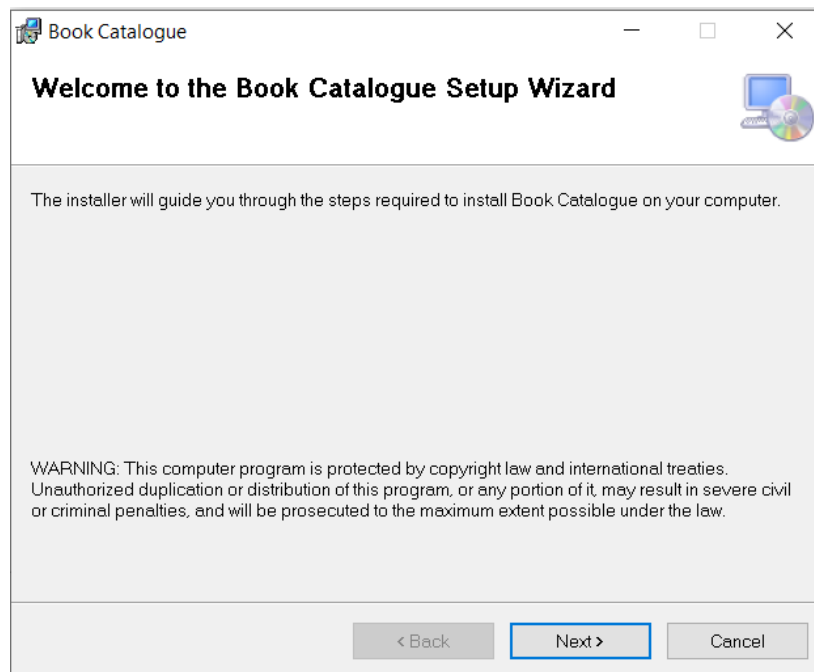 Book Catalogue
Welcome to the Book Catalogue Setup Wizard
The installer will guide you through the steps required to install Book Catalogue on your computer.
WARNING: This computer program is protected by copyright law and international treaties.
Unauthorized duplication or distribution of this program, or any portion of it, may result in severe civil
or criminal penalties, and will be prosecuted to the maximum extent possible under the law.
< Back
Next >
Cancel